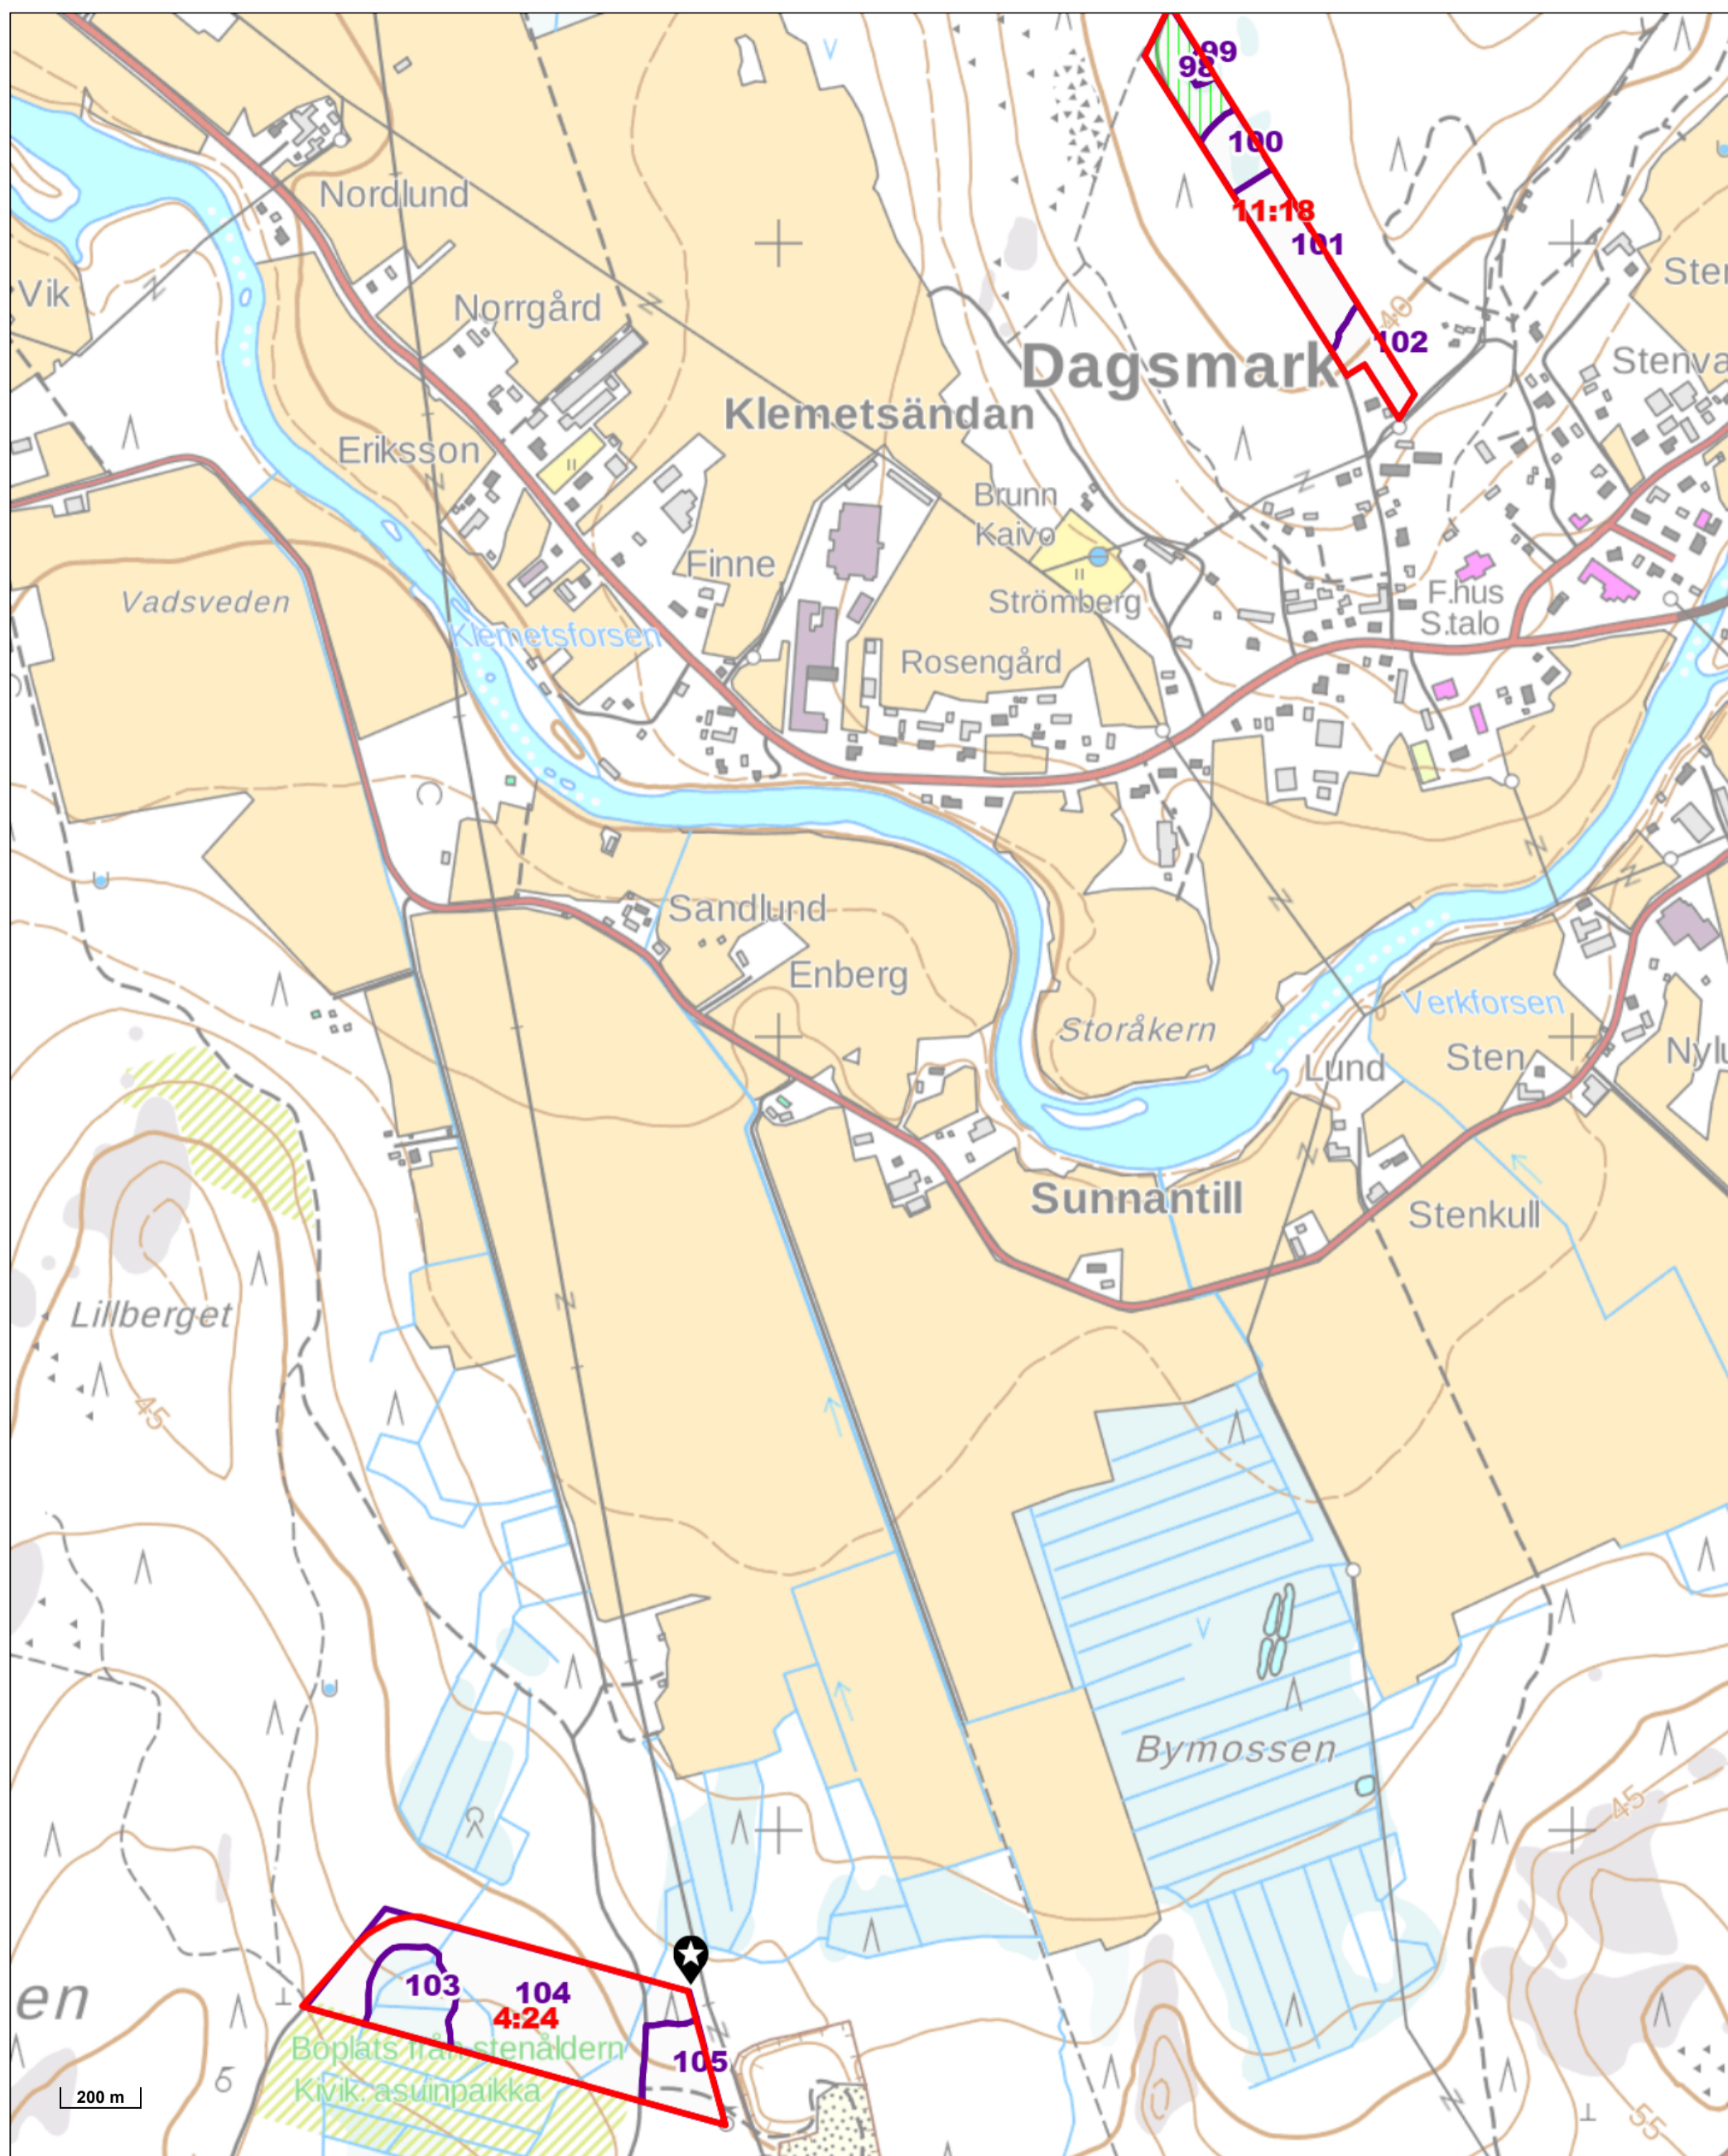 99
98
100
Nordlund
11:18
101
Vik
Norrgård
40
102
Dagsmark
Klemetsändan
Eriksson
Brunn
Kaivo
Finne
Vadsveden
Strömberg
F.hus
S.talo
Klemetsforsen
Rosengård
Sandlund
Enberg
Storåkern
Verkforsen
Sten
Lund
Sunnantill
Stenkull
Lillberget
45
Bymossen
45
103
104
4:24
en
Boplats från stenåldern
105
Kivik. asuinpaikka
200 m
55